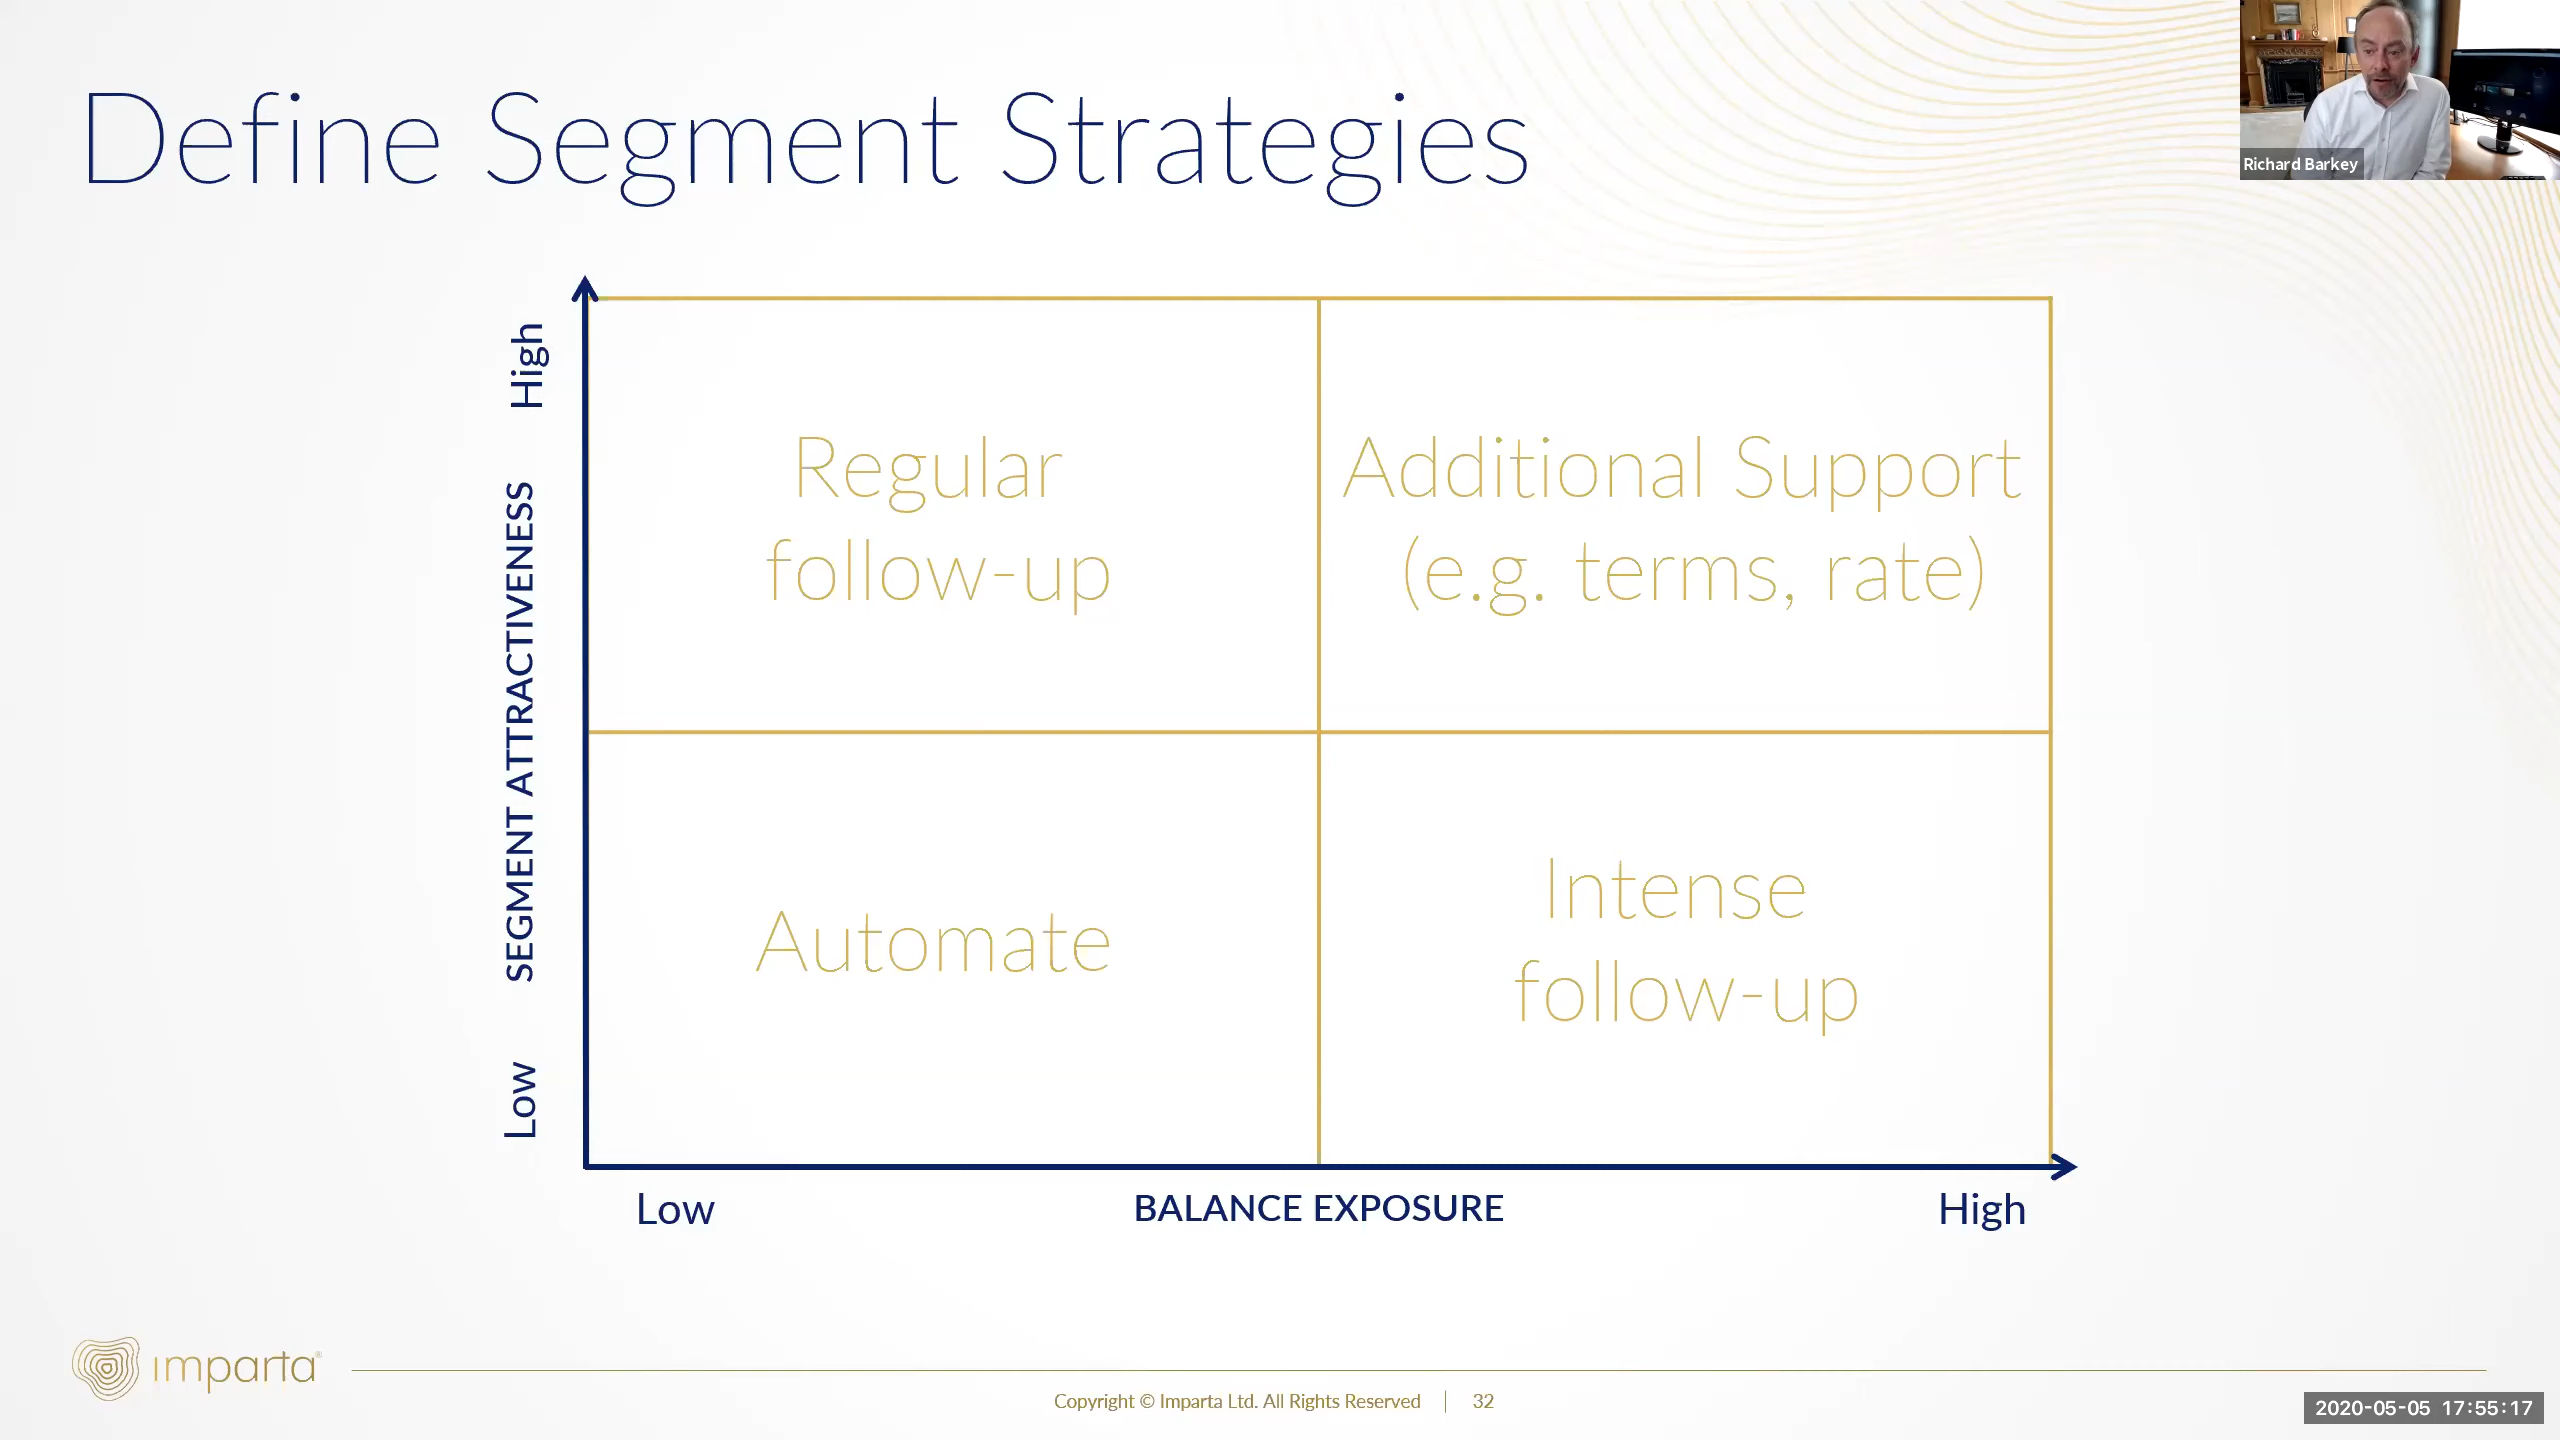 Define Segment Strategies
Richard Barkey
High
SEGMENT ATTRACTIVENESS
Low
Regular
follow-up
Additional Support
(e.g. terms, rate)
Automate
Intense
follow-up
Low
BALANCE EXPOSURE
High
imparta®
Copyright © Imparta Ltd. All Rights Reserved | 32
2020-05-05 17:55:17